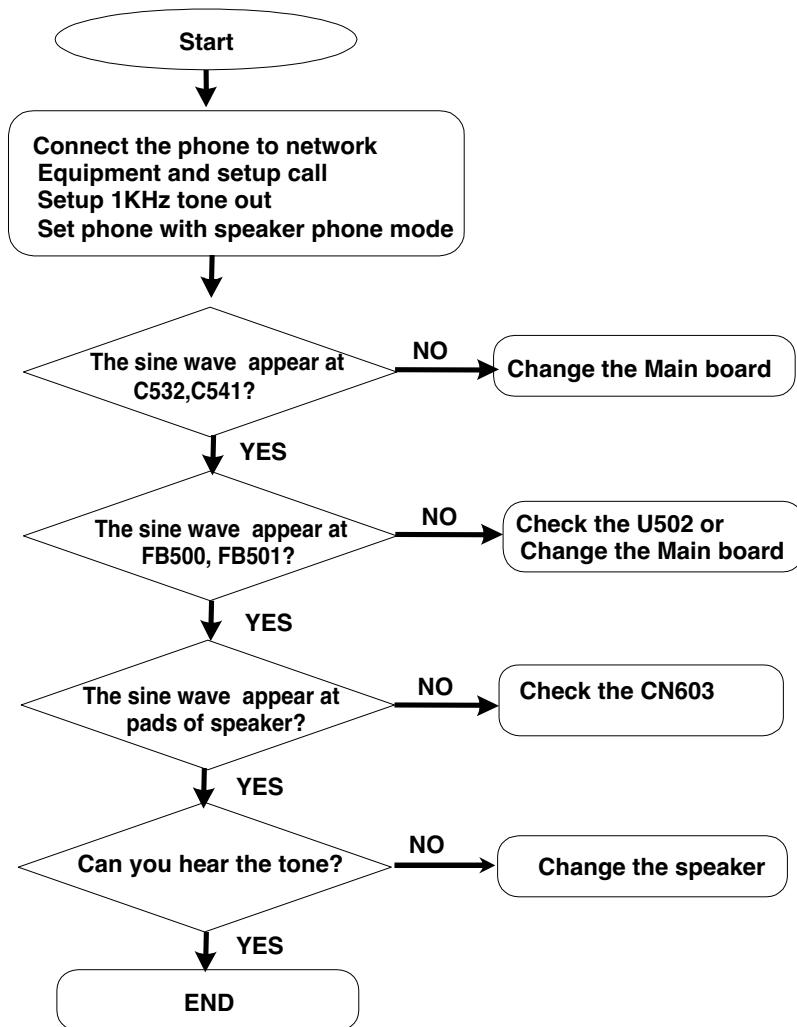 Start
Connect the phone to network
Equipment and setup call
Setup 1KHz tone out
Set phone with speaker phone mode
The sine wave appear at
C532,C541?
NO
Change the Main board
YES
The sine wave appear at
FB500, FB501?
NO
Check the U502 or
Change the Main board
YES
The sine wave appear at
pads of speaker?
NO
Check the CN603
YES
Can you hear the tone?
NO
Change the speaker
YES
END